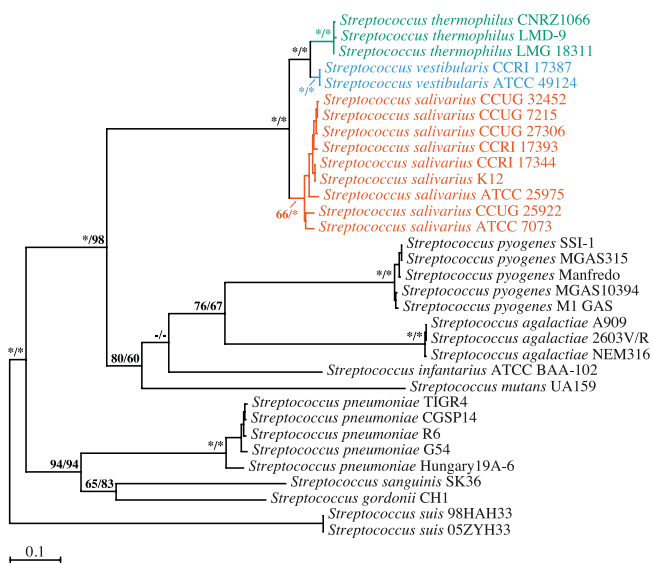 Streptococcus thermophilus CNRZ1066
*/* Streptococcus thermophilus LMD-9
Streptococcus thermophilus LMG 18311
*/*
Streptococcus vestibularis CCRI 17387
Streptococcus vestibularis ATCC 49124
*/*
Streptococcus salivarius CCUG 32452
Streptococcus salivarius CCUG 7215
*/*
Streptococcus salivarius CCUG 27306
Streptococcus salivarius CCRI 17393
Streptococcus salivarius CCRI 17344
Streptococcus salivarius K12
Streptococcus salivarius ATCC 25975
66/* Streptococcus salivarius CCUG 25922
Streptococcus salivarius ATCC 7073
*/98
Streptococcus pyogenes SSI-1
Streptococcus pyogenes MGAS315
*/* Streptococcus pyogenes Manfredo
Streptococcus pyogenes MGAS10394
76/67 Streptococcus pyogenes M1 GAS
Streptococcus agalactiae A909
-/- */* Streptococcus agalactiae 2603V/R
*/* Streptococcus agalactiae NEM316
80/60 Streptococcus infantarius ATCC BAA-102
Streptococcus mutans UA159
Streptococcus pneumoniae TIGR4
Streptococcus pneumoniae CGSP14
Streptococcus pneumoniae R6
*/* Streptococcus pneumoniae G54
94/94 Streptococcus pneumoniae Hungary19A-6
65/83 Streptococcus sanguinis SK36
Streptococcus gordonii CH1
Streptococcus suis 98HAH33
Streptococcus suis 05ZYH33
0.1